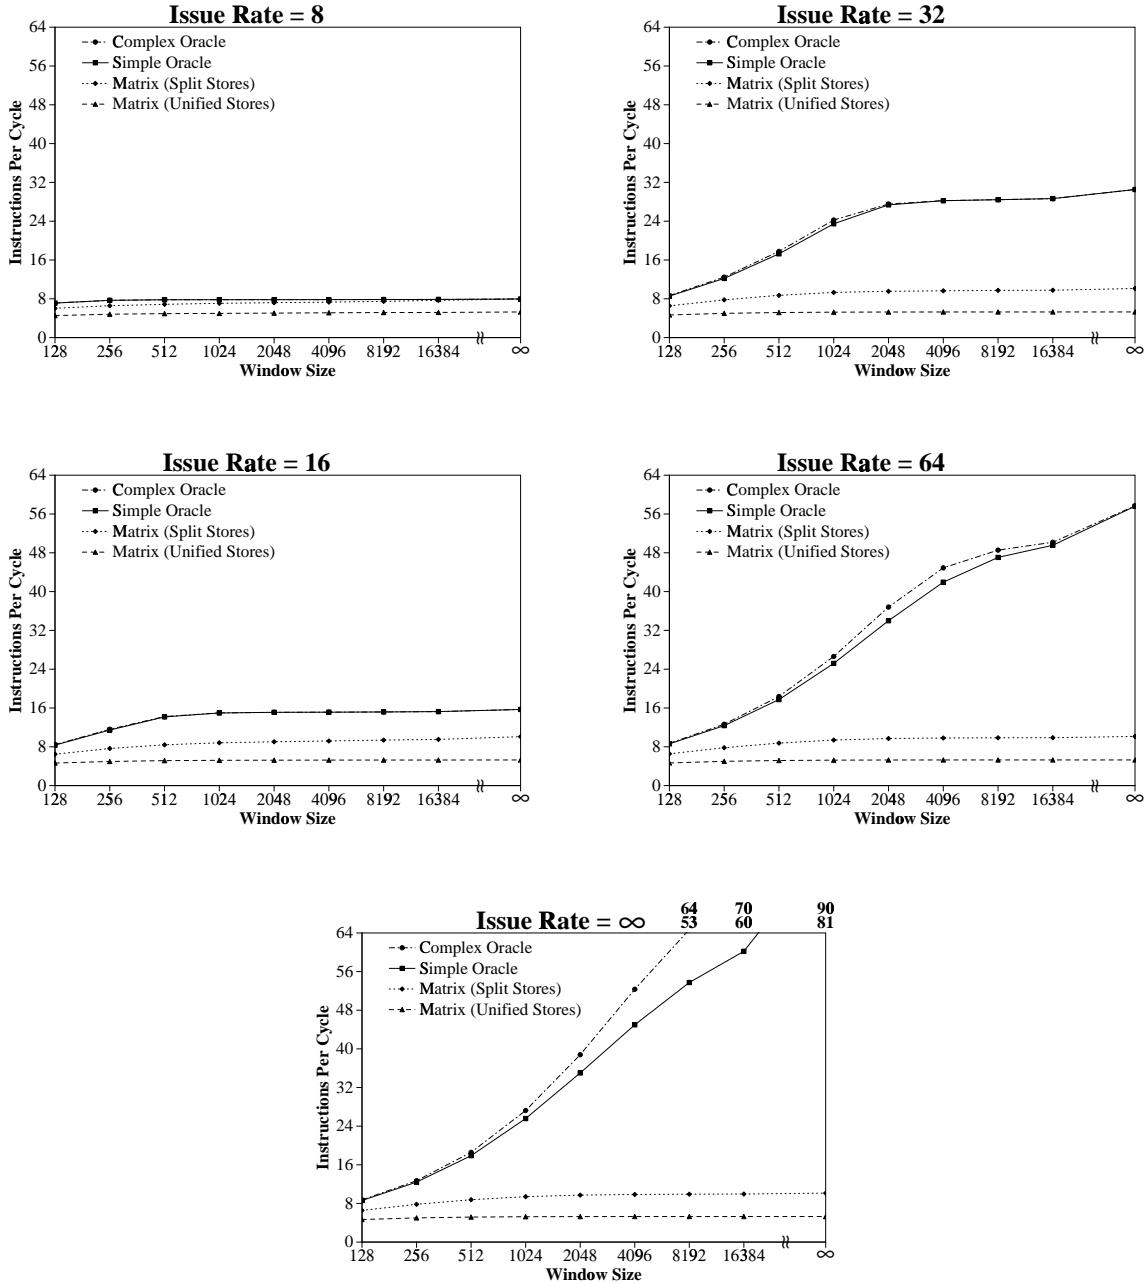 Issue Rate = 8
64
56
48
40
32
24
16
8
0
Instructions Per Cycle
Complex Oracle
Simple Oracle
Matrix (Split Stores)
Matrix (Unified Stores)
128 256 512 1024 2048 4096 8192 16384 ∞
Window Size
Issue Rate = 32
64
56
48
40
32
24
16
8
0
Instructions Per Cycle
Complex Oracle
Simple Oracle
Matrix (Split Stores)
Matrix (Unified Stores)
128 256 512 1024 2048 4096 8192 16384 ∞
Window Size
Issue Rate = 16
64
56
48
40
32
24
16
8
0
Instructions Per Cycle
Complex Oracle
Simple Oracle
Matrix (Split Stores)
Matrix (Unified Stores)
128 256 512 1024 2048 4096 8192 16384 ∞
Window Size
Issue Rate = 64
64
56
48
40
32
24
16
8
0
Instructions Per Cycle
Complex Oracle
Simple Oracle
Matrix (Split Stores)
Matrix (Unified Stores)
128 256 512 1024 2048 4096 8192 16384 ∞
Window Size
64 70 90
Issue Rate = ∞ 53 60 81
64
56
48
40
32
24
16
8
0
Instructions Per Cycle
Complex Oracle
Simple Oracle
Matrix (Split Stores)
Matrix (Unified Stores)
128 256 512 1024 2048 4096 8192 16384 ∞
Window Size